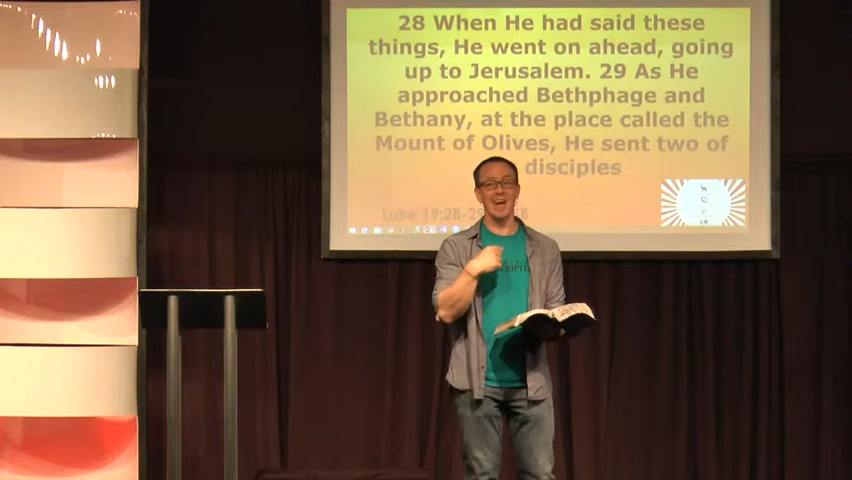 28 When He had said these
things, He went on ahead, going
up to Jerusalem. 29 As He
approached Bethphage and
Bethany, at the place called the
Mount of Olives, He sent two of
disciples
Luke 19:28-29